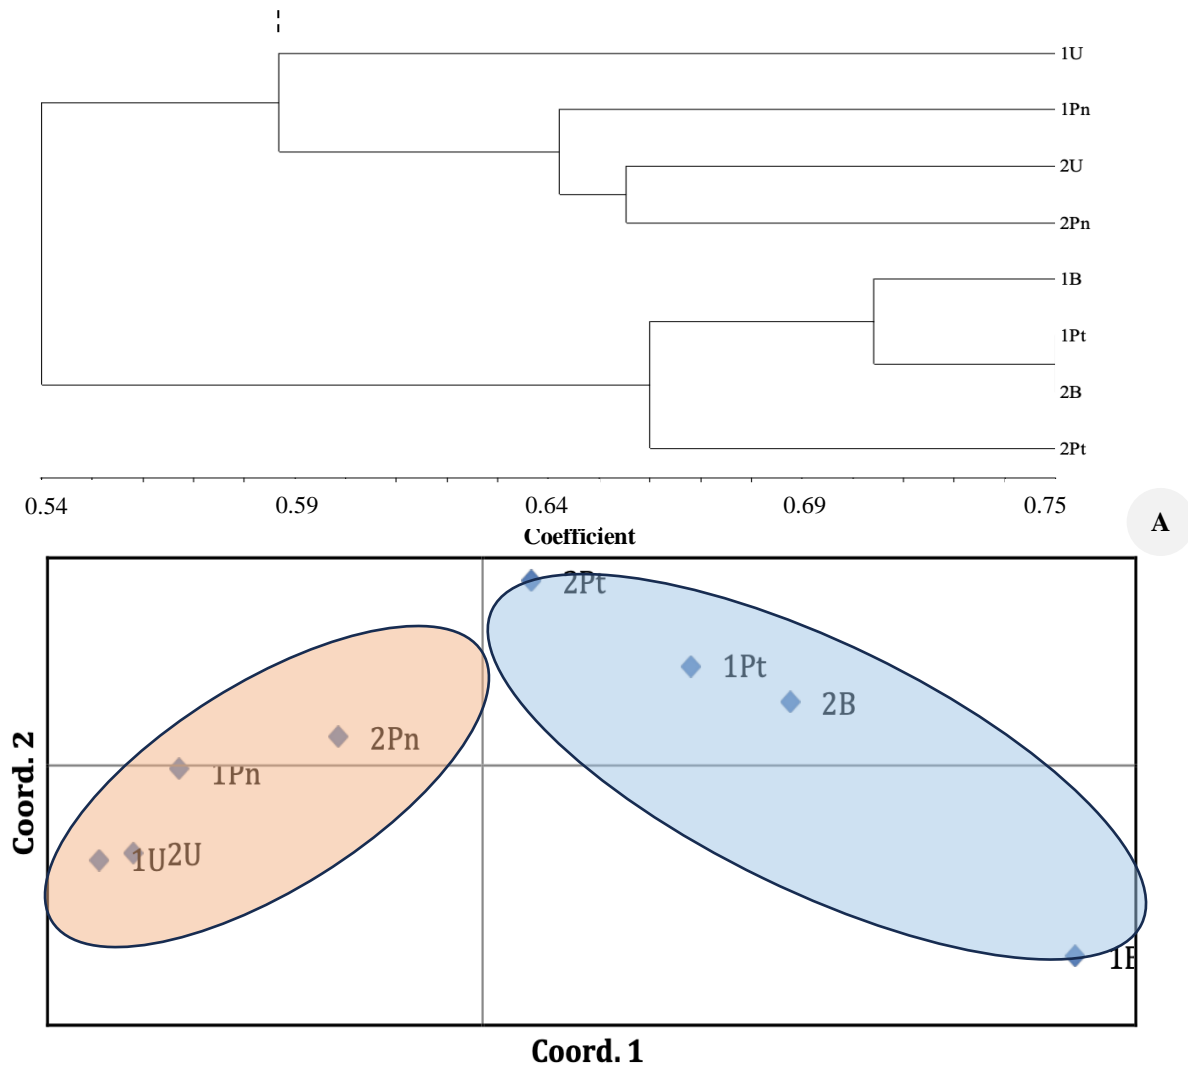 1U
1Pn
2U
2Pn
1B
1Pt
2B
2Pt
0.54 0.59 0.64 0.69 0.75
Coefficient
A
2Pt
1Pt
2B
2Pn
1Pn
1U 2U
Coord. 2
Coord. 1